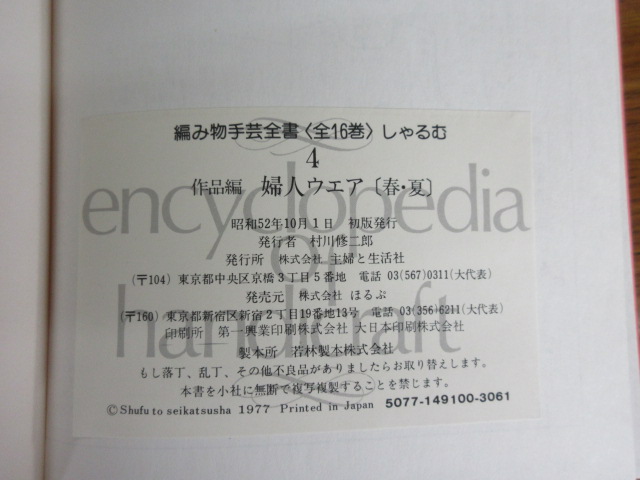 編み物手芸全書〈全16巻〉しゃるむ
4
作品編 婦人ウエア〔春・夏〕
encyclopedia
of
handicraft
昭和52年10月1日 初版発行
発行者 村川修二郎
発行所 株式会社 主婦と生活社
(〒104) 東京都中央区京橋3丁目5番地 電話 03(567)0311(大代表)
発売元 株式会社 ほるぷ
(〒160) 東京都新宿区新宿2丁目19番地13号 電話 03(356)6211(大代表)
印刷所 第一興業印刷株式会社 大日本印刷株式会社
製本所 若林製本株式会社
もし落丁、乱丁、その他不良品がありましたらお取り替えします。
本書を小社に無断で複写複製することを禁じます。
©Shufu to seikatsusha 1977 Printed in Japan 5077-149100-3061